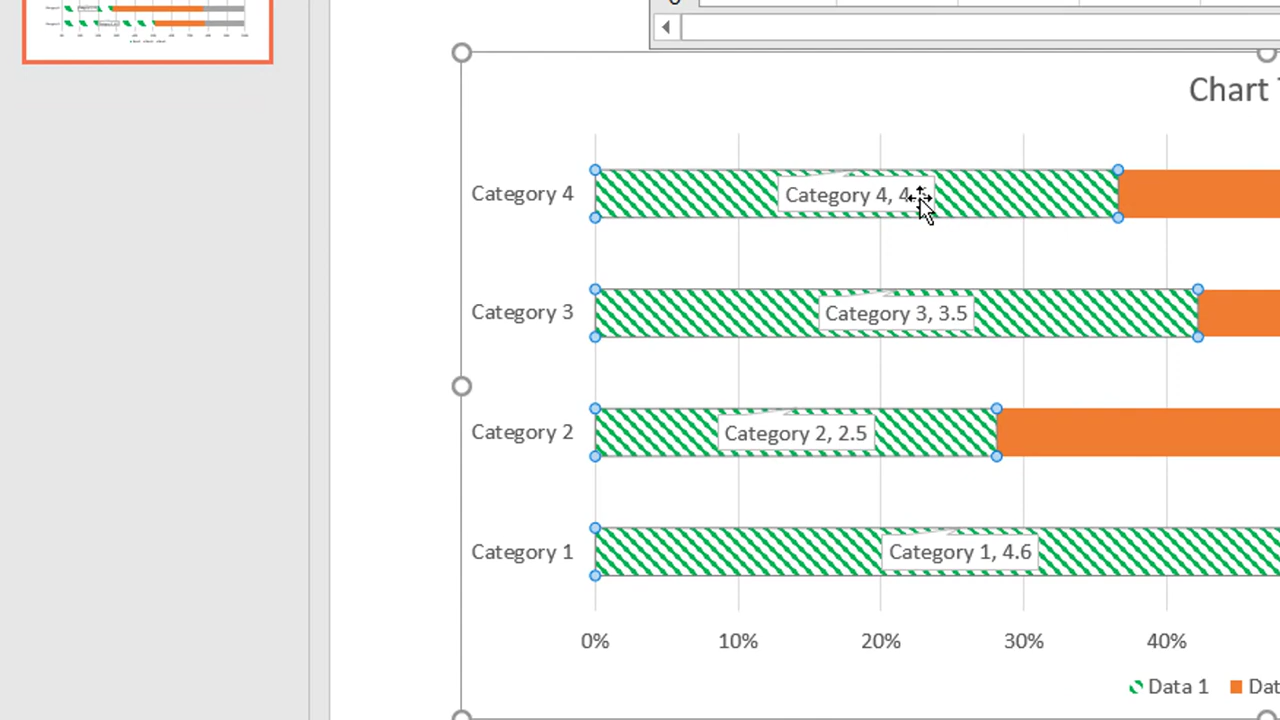 Chart
Category 4
Category 4, 4
Category 3
Category 3, 3.5
Category 2
Category 2, 2.5
Category 1
Category 1, 4.6
0% 10% 20% 30% 40%
Data 1 Dat